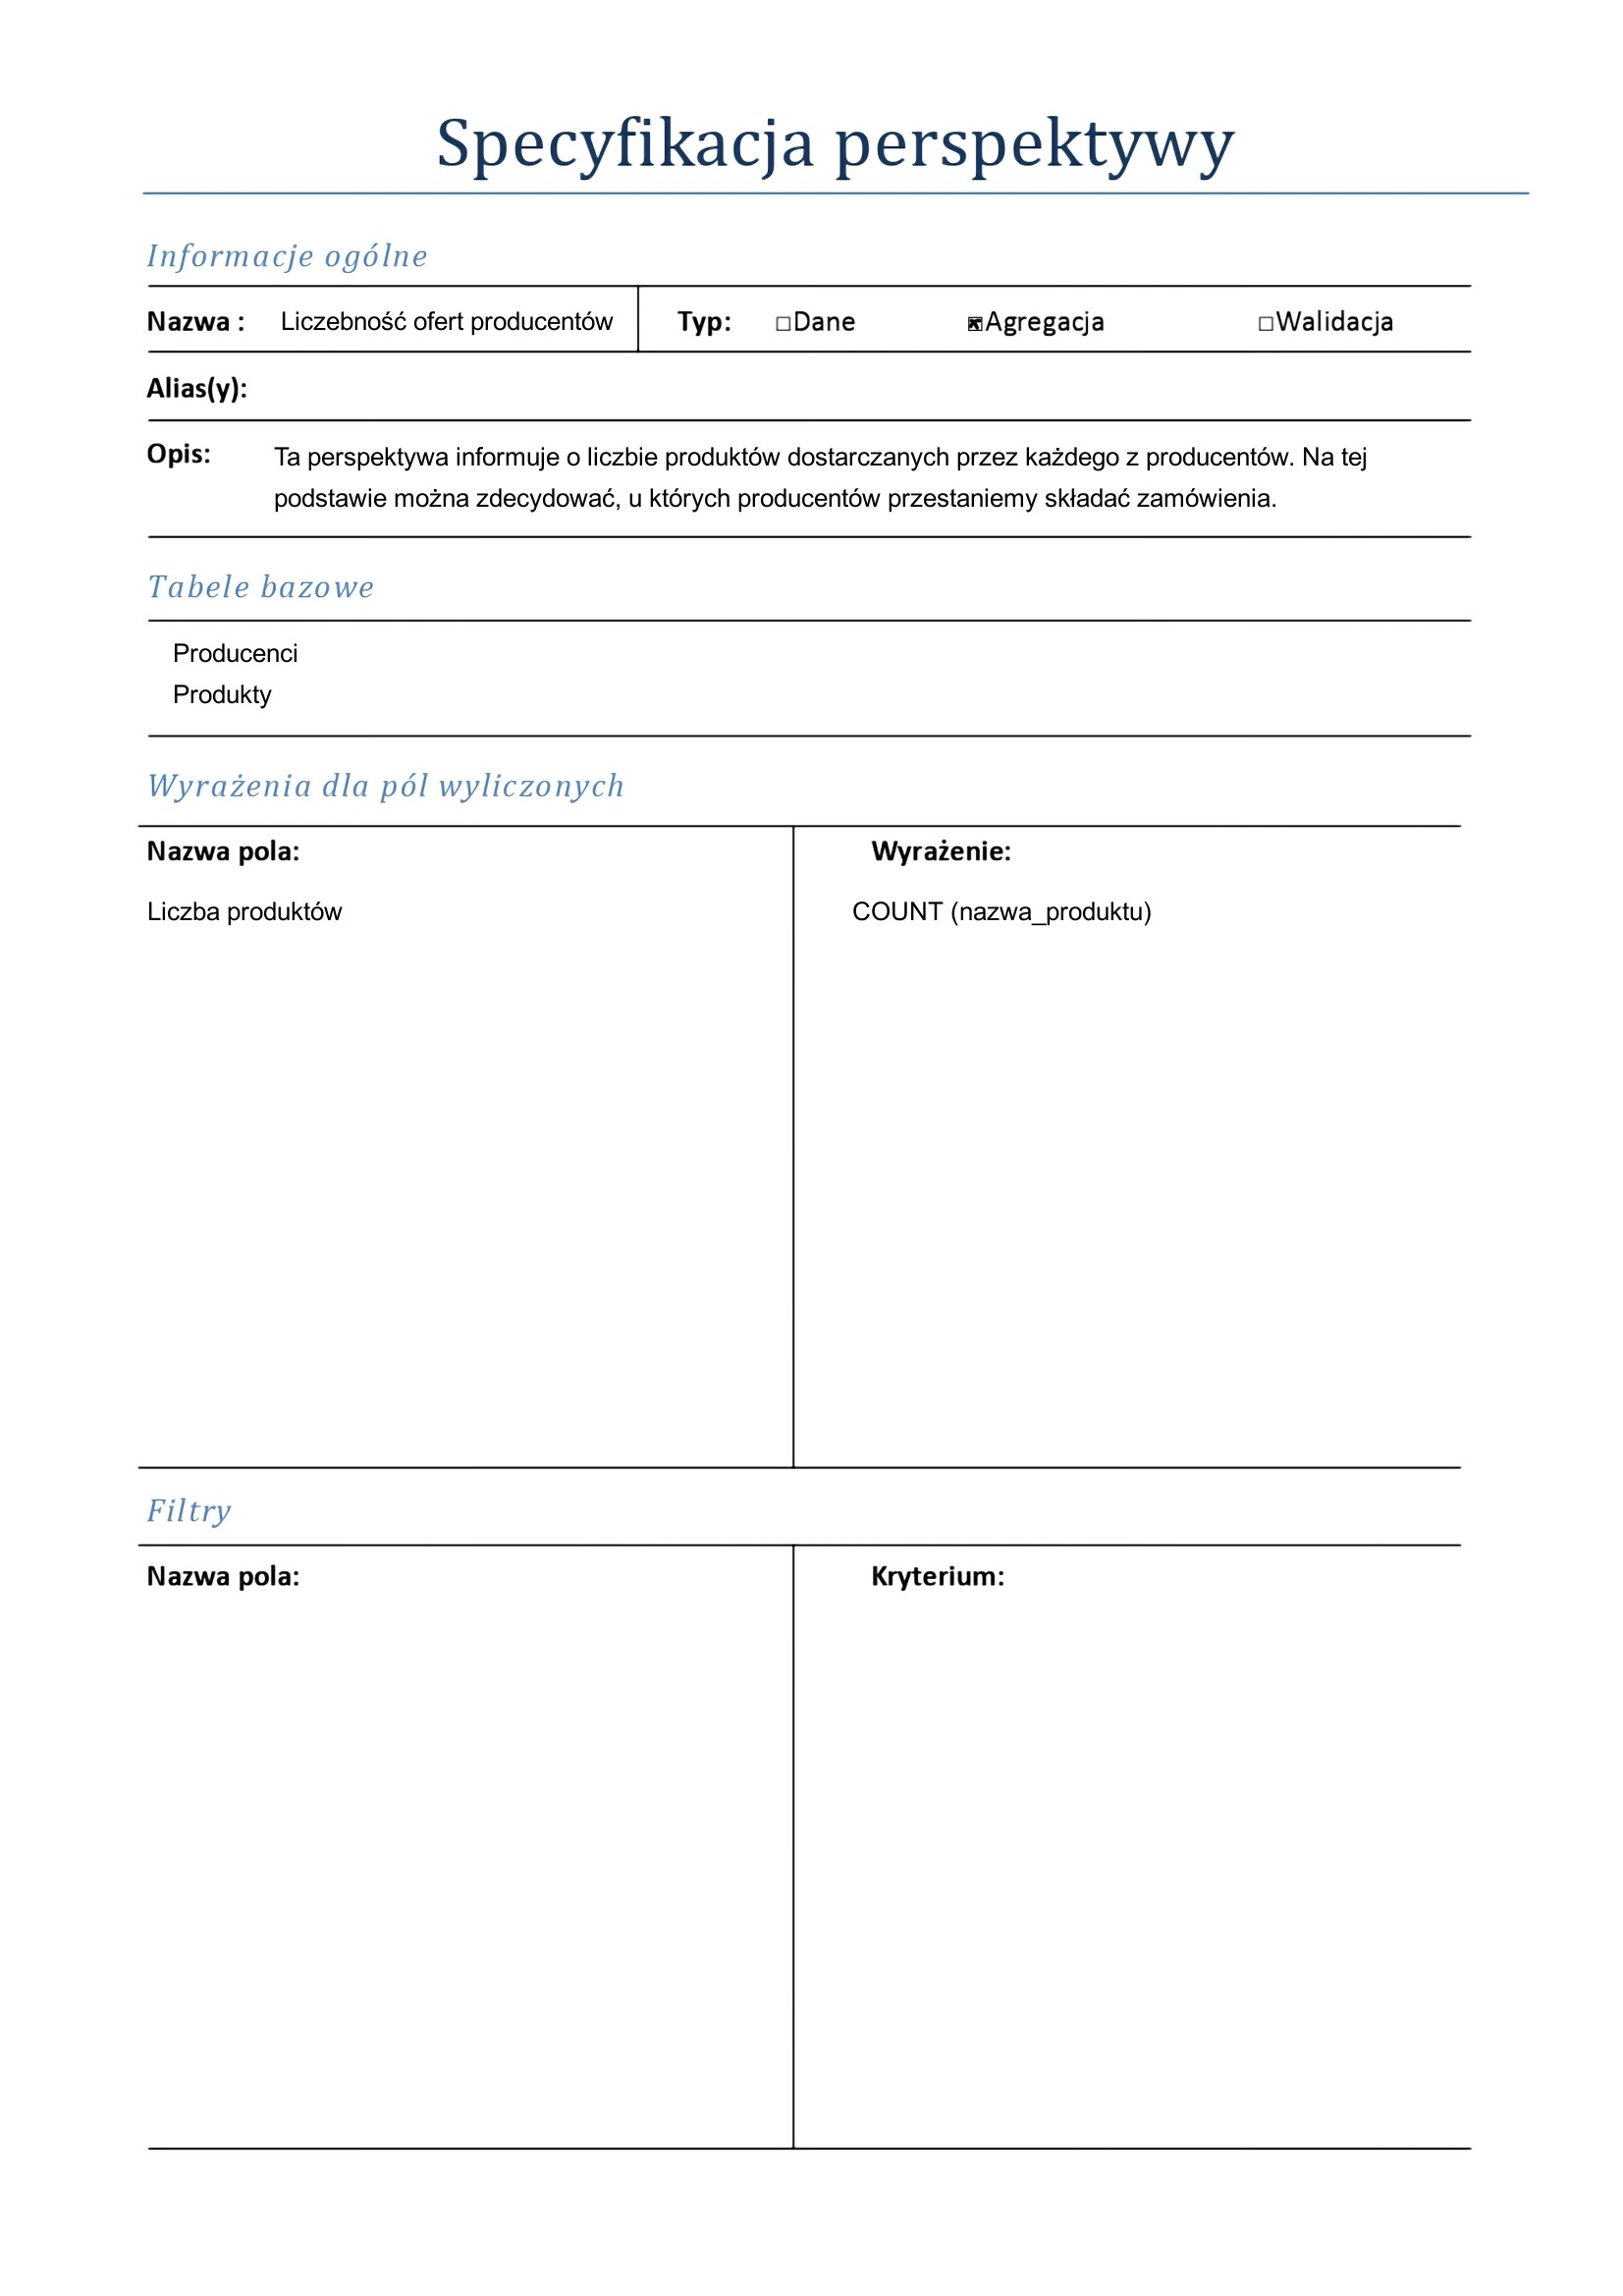 Specyfikacja perspektywy
Informacje ogólne
Nazwa : Liczebność ofert producentów Typ: ☐Dane ☒Agregacja ☐Walidacja
Alias(y):
Opis: Ta perspektywa informuje o liczbie produktów dostarczanych przez każdego z producentów. Na tej
podstawie można zdecydować, u których producentów przestaniemy składać zamówienia.
Tabele bazowe
Producenci
Produkty
Wyrażenia dla pól wyliczonych
Nazwa pola: Wyrażenie:
Liczba produktów COUNT (nazwa_produktu)
Filtry
Nazwa pola: Kryterium: